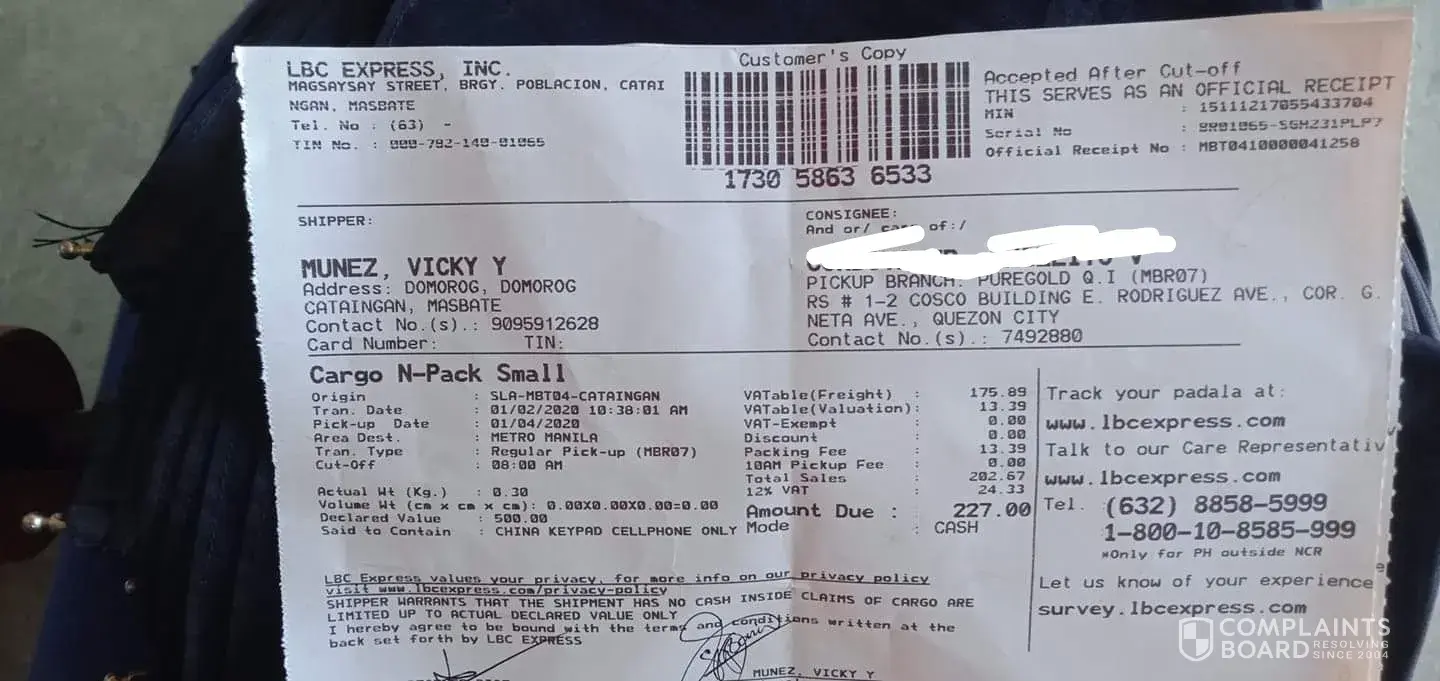 Customer's Copy
LBC EXPRESS, INC.
MAGSAYSAY STREET, BRGY. POBLACION, CATAI
NGAN, MASBATE
Tel. No : (63) -
TIN No. : 000-782-140-01065
1730 5863 6533
Accepted After Cut-off
THIS SERVES AS AN OFFICIAL RECEIPT
MIN : 15111217055433704
Serial No :
Official Receipt No : MBT0410000041258
SHIPPER:
MUNEZ, VICKY Y
Address: DOMOROG, DOMOROG
CATAINGAN, MASBATE
Contact No.(s).: 9095912628
Card Number: TIN:
CONSIGNEE:
And or/ care of:/
PICKUP BRANCH: PUREGOLD Q.I (MBR07)
RS # 1-2 COSCO BUILDING E. RODRIGUEZ AVE., COR. G.
NETA AVE., QUEZON CITY
Contact No.(s).: 7492880
Cargo N-Pack Small
Origin : SLA-MBT04-CATAINGAN
Tran. Date : 01/02/2020 10:38:01 AM
Pick-up Date : 01/04/2020
Area Dest. : METRO MANILA
Tran. Type : Regular Pick-up (MBR07)
Cut-Off : 08:00 AM
Actual Wt (Kg.) : 0.30
Volume Wt (cm x cm x cm): 0.00X0.00X0.00=0.00
Declared Value : 500.00
Said to Contain : CHINA KEYPAD CELLPHONE ONLY
VATable(Freight) : 175.89
VATable(Valuation): 13.39
VAT-Exempt : 0.00
Discount : 0.00
Packing Fee : 13.39
10AM Pickup Fee : 0.00
Total Sales : 202.67
12% VAT : 24.33
Amount Due : 227.00
Mode : CASH
Track your padala at:
www.lbcexpress.com
Talk to our Care Representativ
www.lbcexpress.com
Tel. (632) 8858-5999
1-800-10-8585-999
*Only for PH outside NCR
Let us know of your experience
survey.lbcexpress.com
LBC Express values your privacy, for more info on our privacy policy
visit www.lbcexpress.com/privacy-policy
SHIPPER WARRANTS THAT THE SHIPMENT HAS NO CASH INSIDE CLAIMS OF CARGO ARE
LIMITED UP TO ACTUAL DECLARED VALUE ONLY
I hereby agree to be bound with the terms and conditions written at the
back set forth by LBC EXPRESS
MUNEZ, VICKY Y
COMPLAINTS
BOARD
RESOLVING
SINCE 2004